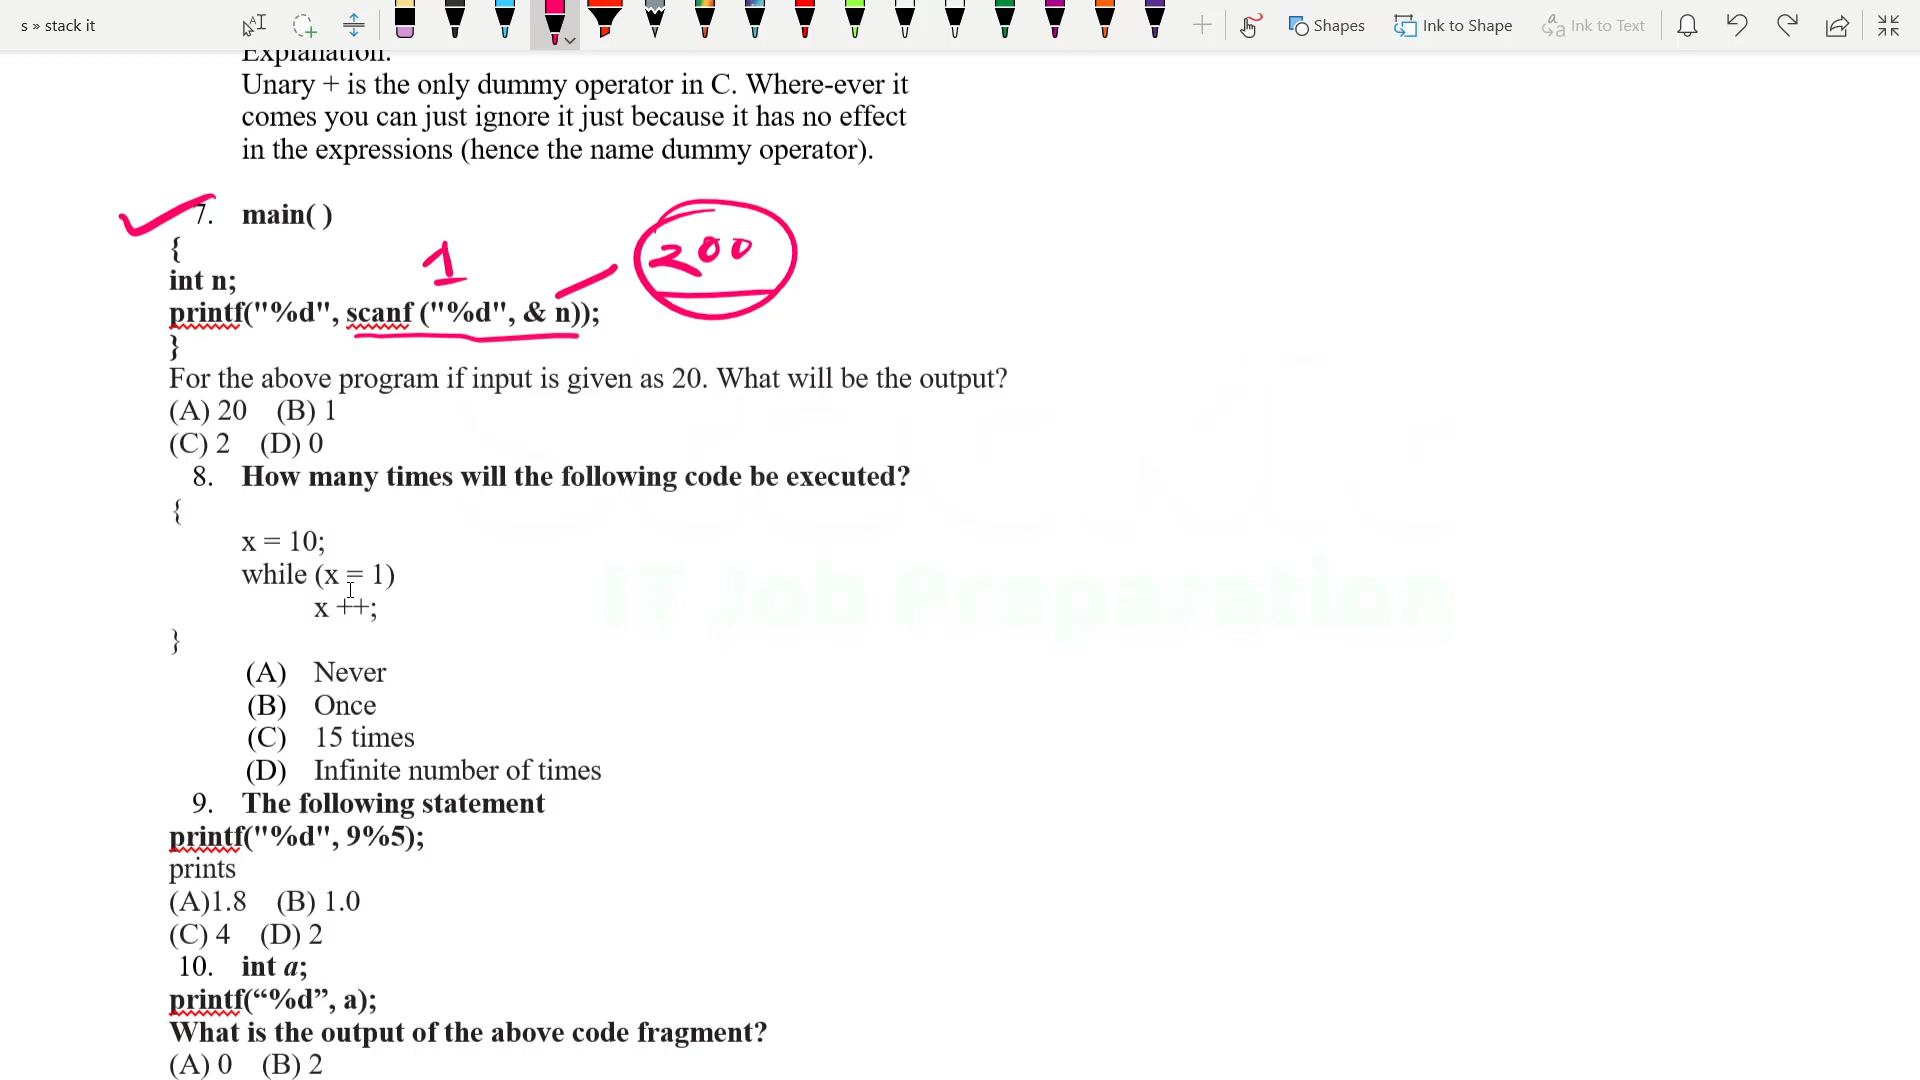 s » stack it
Shapes
Ink to Shape
Ink to Text
Explanation:
Unary + is the only dummy operator in C. Where-ever it
comes you can just ignore it just because it has no effect
in the expressions (hence the name dummy operator).
7. main( )
{
1
200
int n;
printf("%d", scanf ("%d", & n));
}
For the above program if input is given as 20. What will be the output?
(A) 20 (B) 1
(C) 2 (D) 0
8. How many times will the following code be executed?
{
x = 10;
while (x = 1)
x ++;
}
(A) Never
(B) Once
(C) 15 times
(D) Infinite number of times
9. The following statement
printf("%d", 9%5);
prints
(A)1.8 (B) 1.0
(C) 4 (D) 2
10. int a;
printf(“%d”, a);
What is the output of the above code fragment?
(A) 0 (B) 2
IT Job Preparation